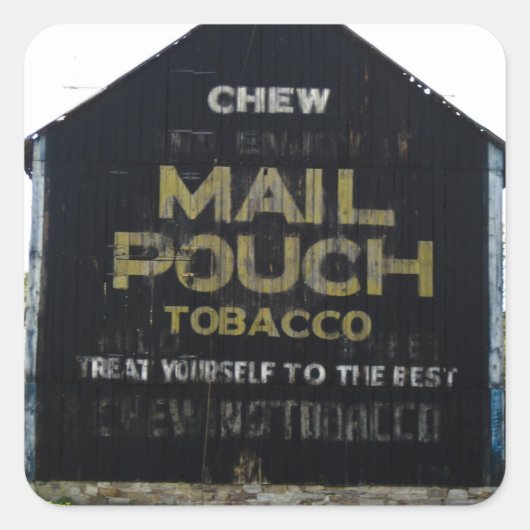 CHEW
MAIL
POUCH
TOBACCO
TREAT YOURSELF TO THE BEST